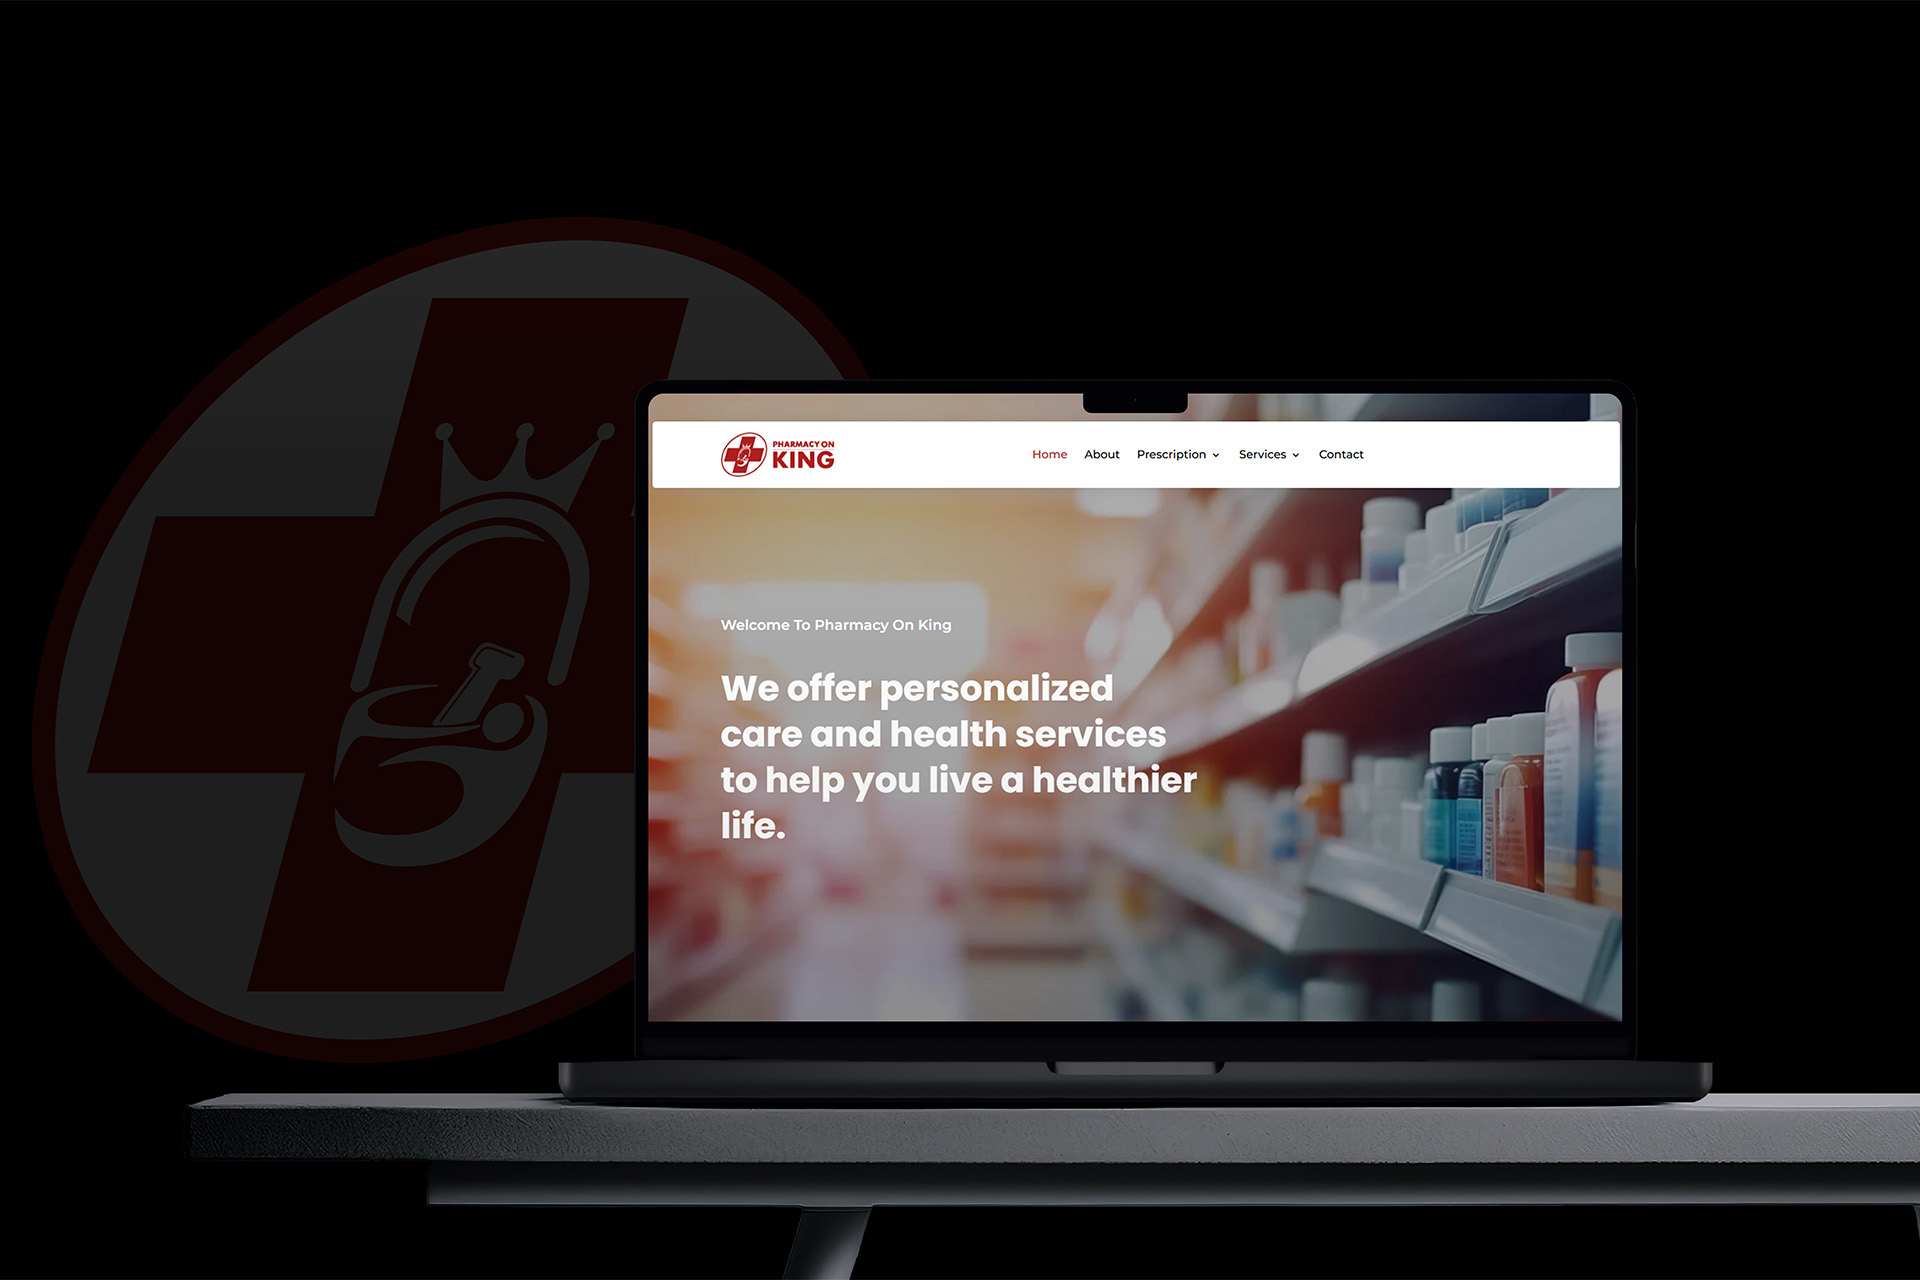 PHARMACY ON
KING
Home About Prescription Services Contact
Welcome To Pharmacy On King
We offer personalized
care and health services
to help you live a healthier
life.